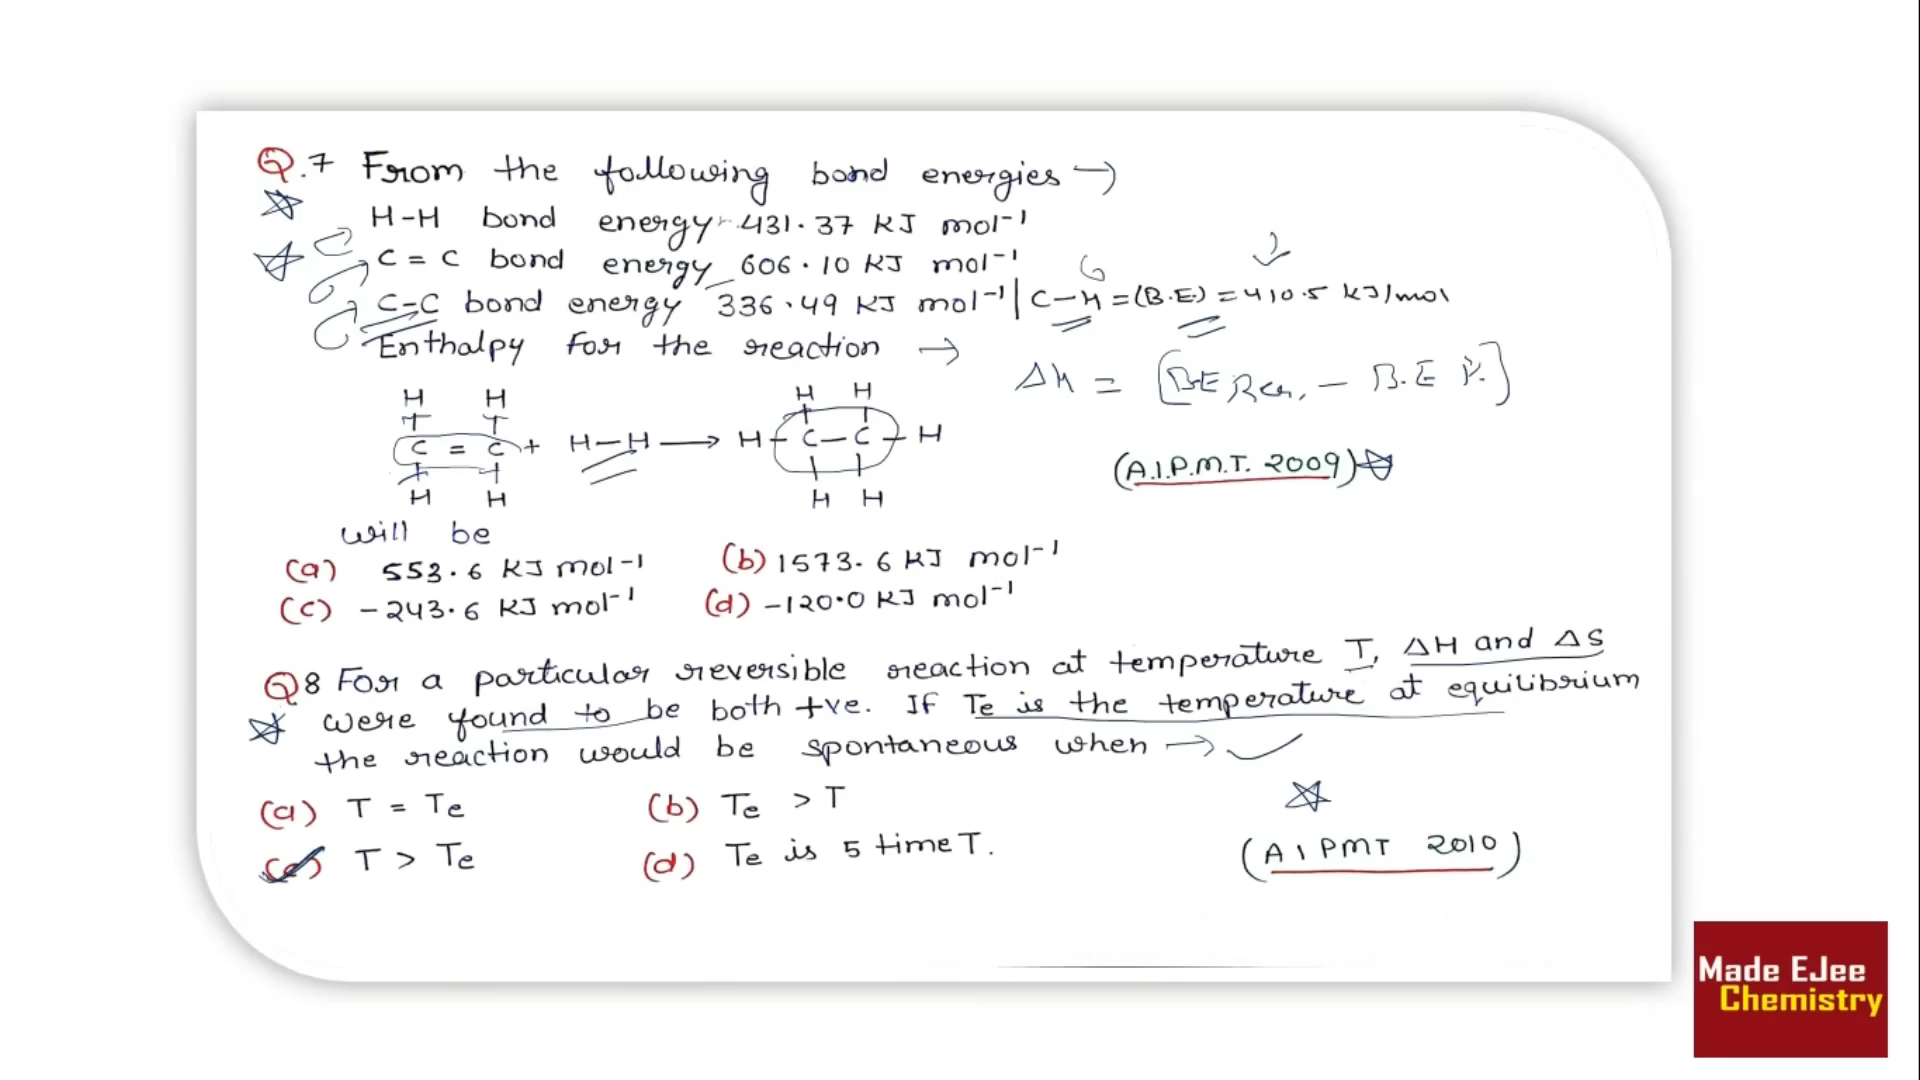 Q.7 From the following bond energies →
H-H bond energy 431.37 KJ mol-1
C = C bond energy 606.10 KJ mol-1
C-C bond energy 336.49 KJ mol-1 | C-H = (B.E.) = 410.5 KJ/mol
Enthalpy For the reaction →
ΔH = [B.E Rea. - B.E P.]
H H H H
C = C + H-H → H-C-C-H
H H H H
(A.I.P.M.T. 2009)
will be
(a) 553.6 KJ mol-1 (b) 1573.6 KJ mol-1
(c) -243.6 KJ mol-1 (d) -120.0 KJ mol-1
Q8 For a particular reversible reaction at temperature T, ΔH and ΔS
were found to be both +ve. If Te is the temperature at equilibrium
the reaction would be spontaneous when →
(a) T = Te (b) Te > T
(c) T > Te (d) Te is 5 time T.
(AIPMT 2010)
Made EJee
Chemistry